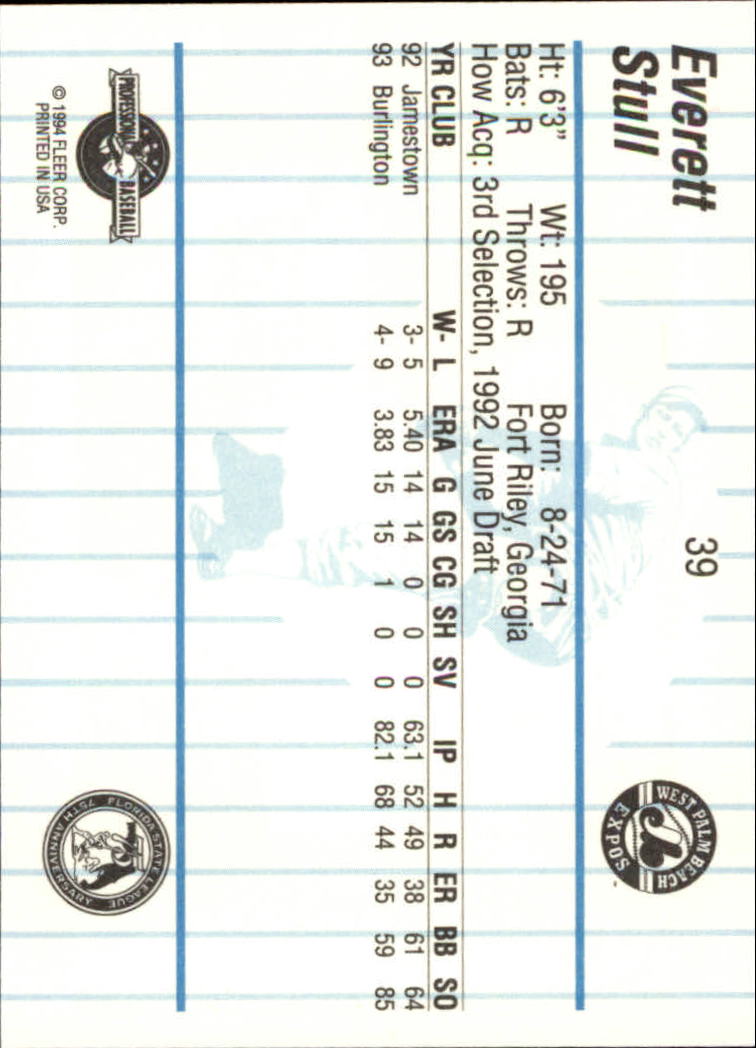 Everett
Stull
39
WEST PALM BEACH
EXPOS
Ht: 6'3" Wt: 195 Born: 8-24-71
Bats: R Throws: R Fort Riley, Georgia
How Acq: 3rd Selection, 1992 June Draft
YR CLUB W- L ERA G GS CG SH SV IP H R ER BB SO
92 Jamestown 3- 5 5.40 14 14 0 0 0 63.1 52 49 38 61 64
93 Burlington 4- 9 3.83 15 15 1 0 0 82.1 68 44 35 59 85
PROFESSIONAL BASEBALL
© 1994 FLEER CORP.
PRINTED IN USA
FLORIDA STATE LEAGUE
75TH ANNIVERSARY